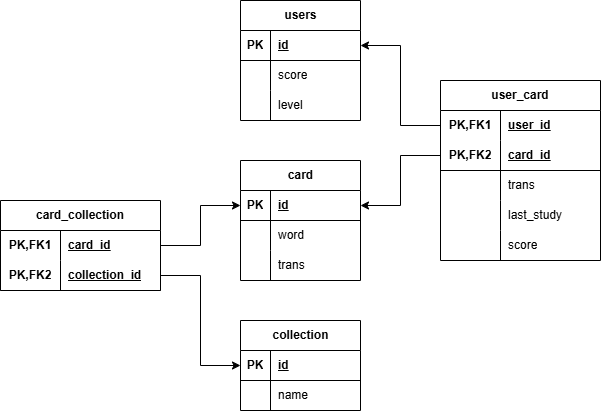 users
PK id
score
level
user_card
PK,FK1 user_id
PK,FK2 card_id
trans
last_study
score
card
PK id
word
trans
card_collection
PK,FK1 card_id
PK,FK2 collection_id
collection
PK id
name